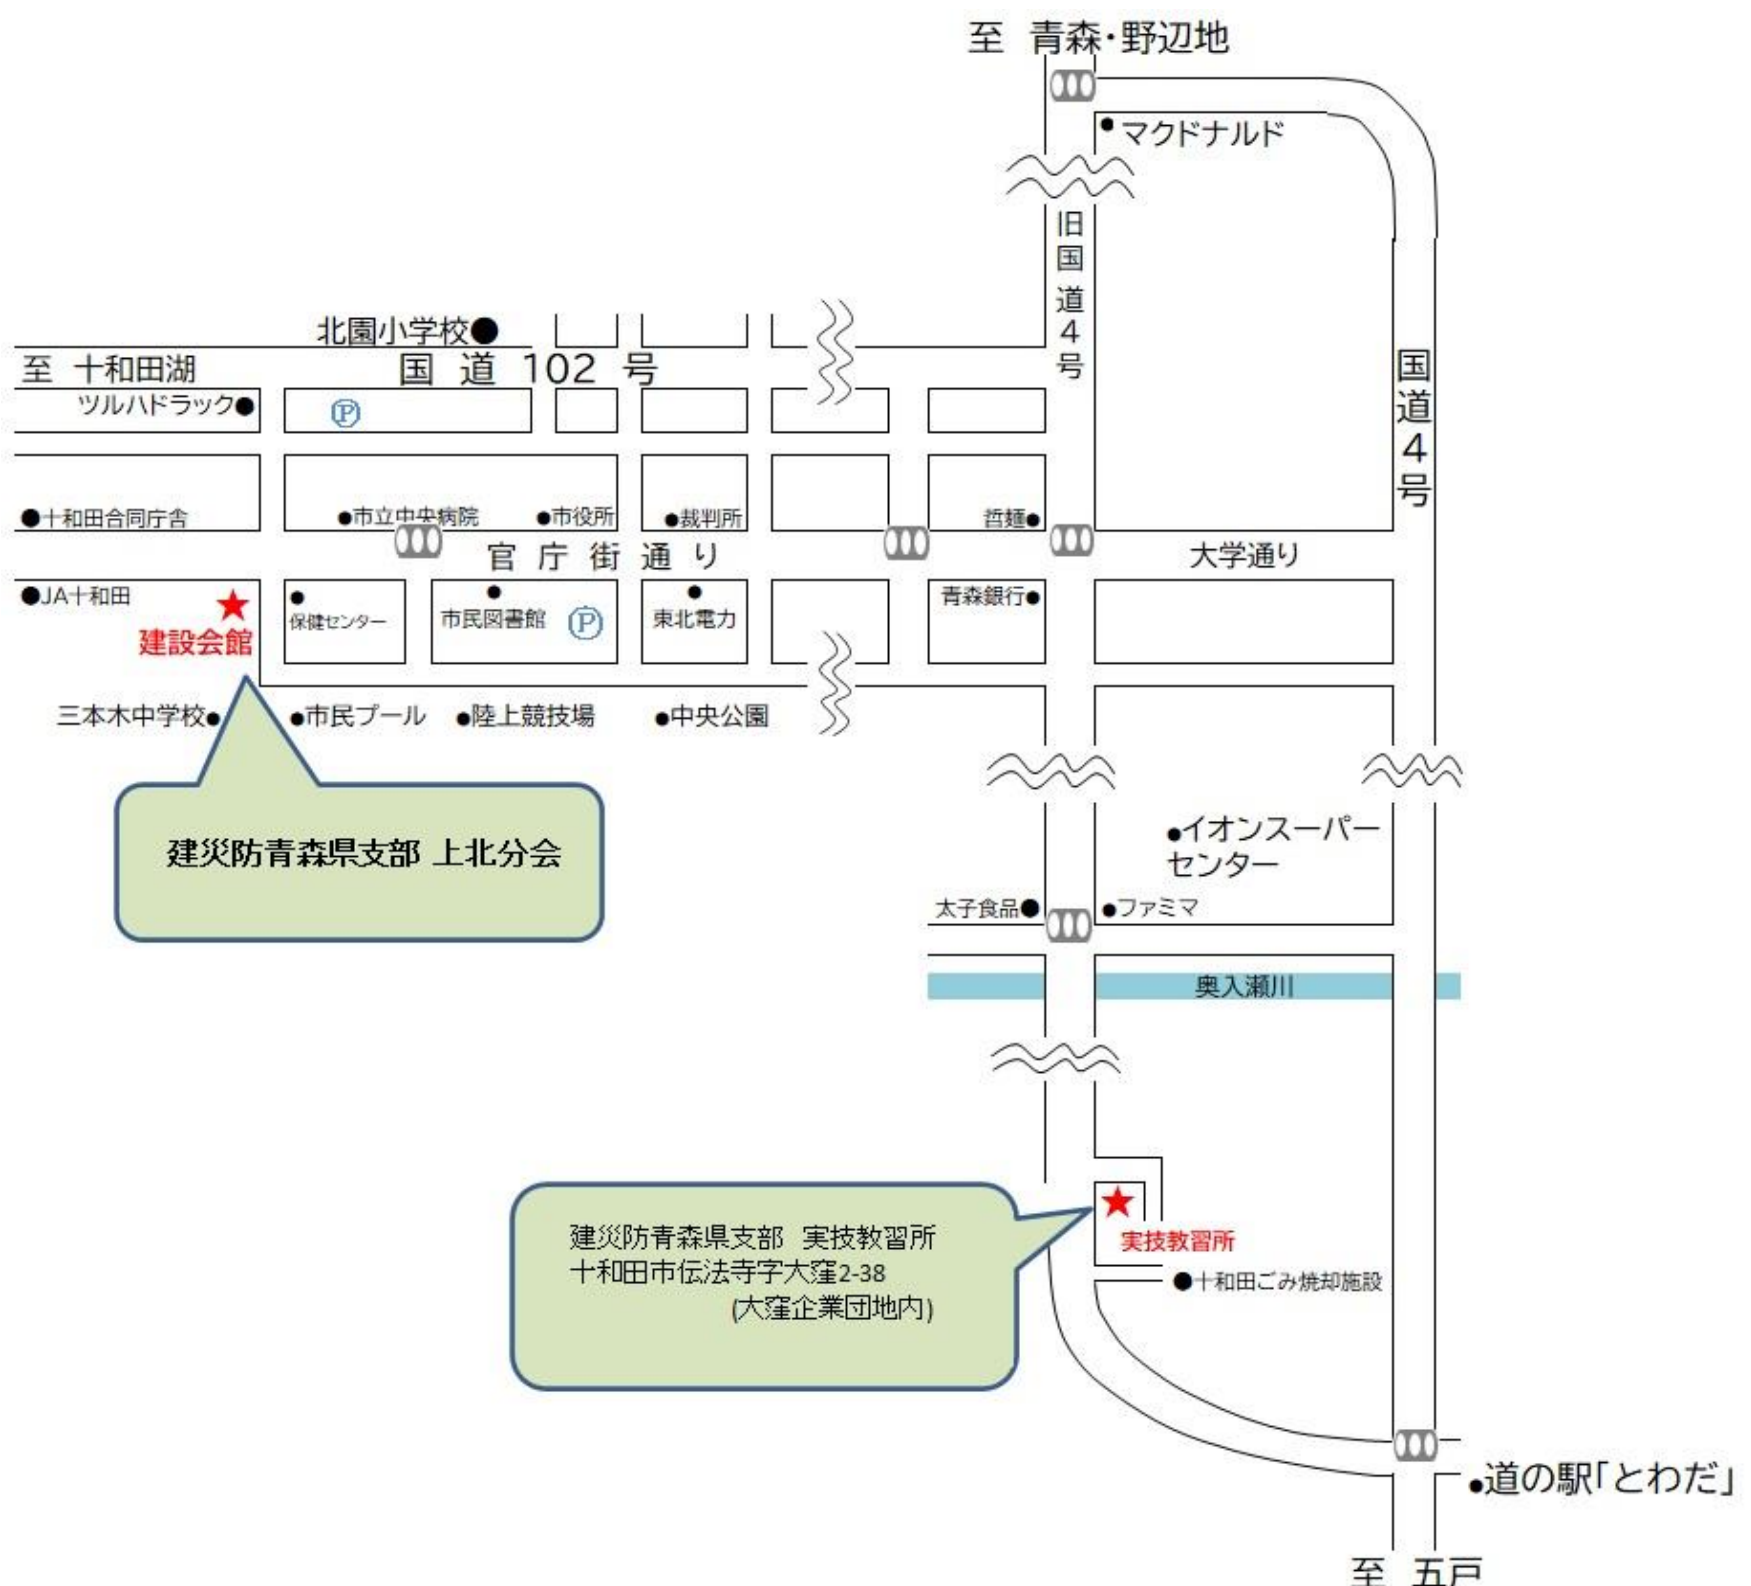 至 青森・野辺地
マクドナルド
旧国道4号
北園小学校
至 十和田湖
国道102号
国道4号
ツルハドラック
P
十和田合同庁舎
市立中央病院
市役所
裁判所
哲麺
官庁街通り
大学通り
JA十和田
建設会館
保健センター
市民図書館
P
東北電力
青森銀行
三本木中学校
市民プール
陸上競技場
中央公園
建災防青森県支部 上北分会
イオンスーパー
センター
太子食品
ファミマ
奥入瀬川
建災防青森県支部 実技教習所
十和田市伝法寺字大窪2-38
(大窪企業団地内)
実技教習所
十和田ごみ焼却施設
道の駅「とわだ」
至 五戸